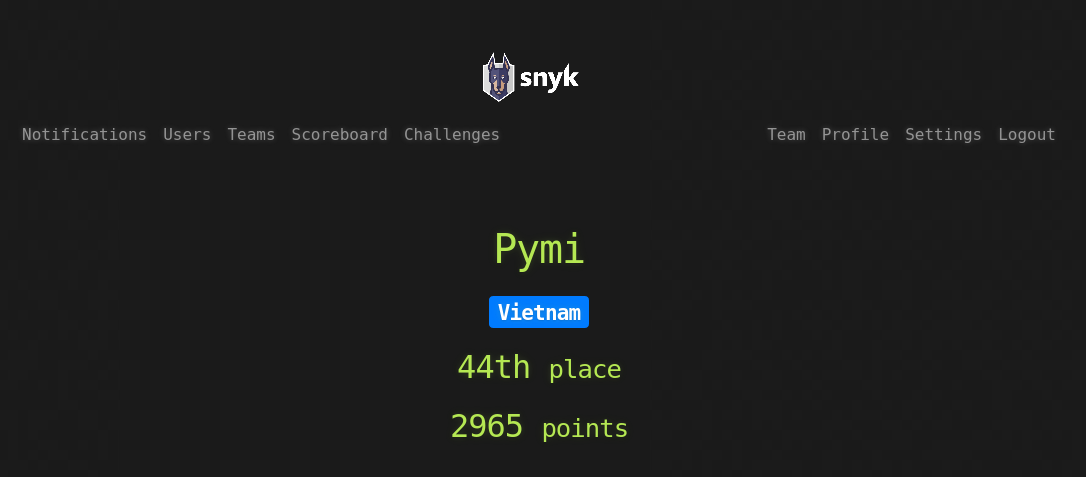 snyk
Notifications Users Teams Scoreboard Challenges Team Profile Settings Logout
Pymi
Vietnam
44th place
2965 points